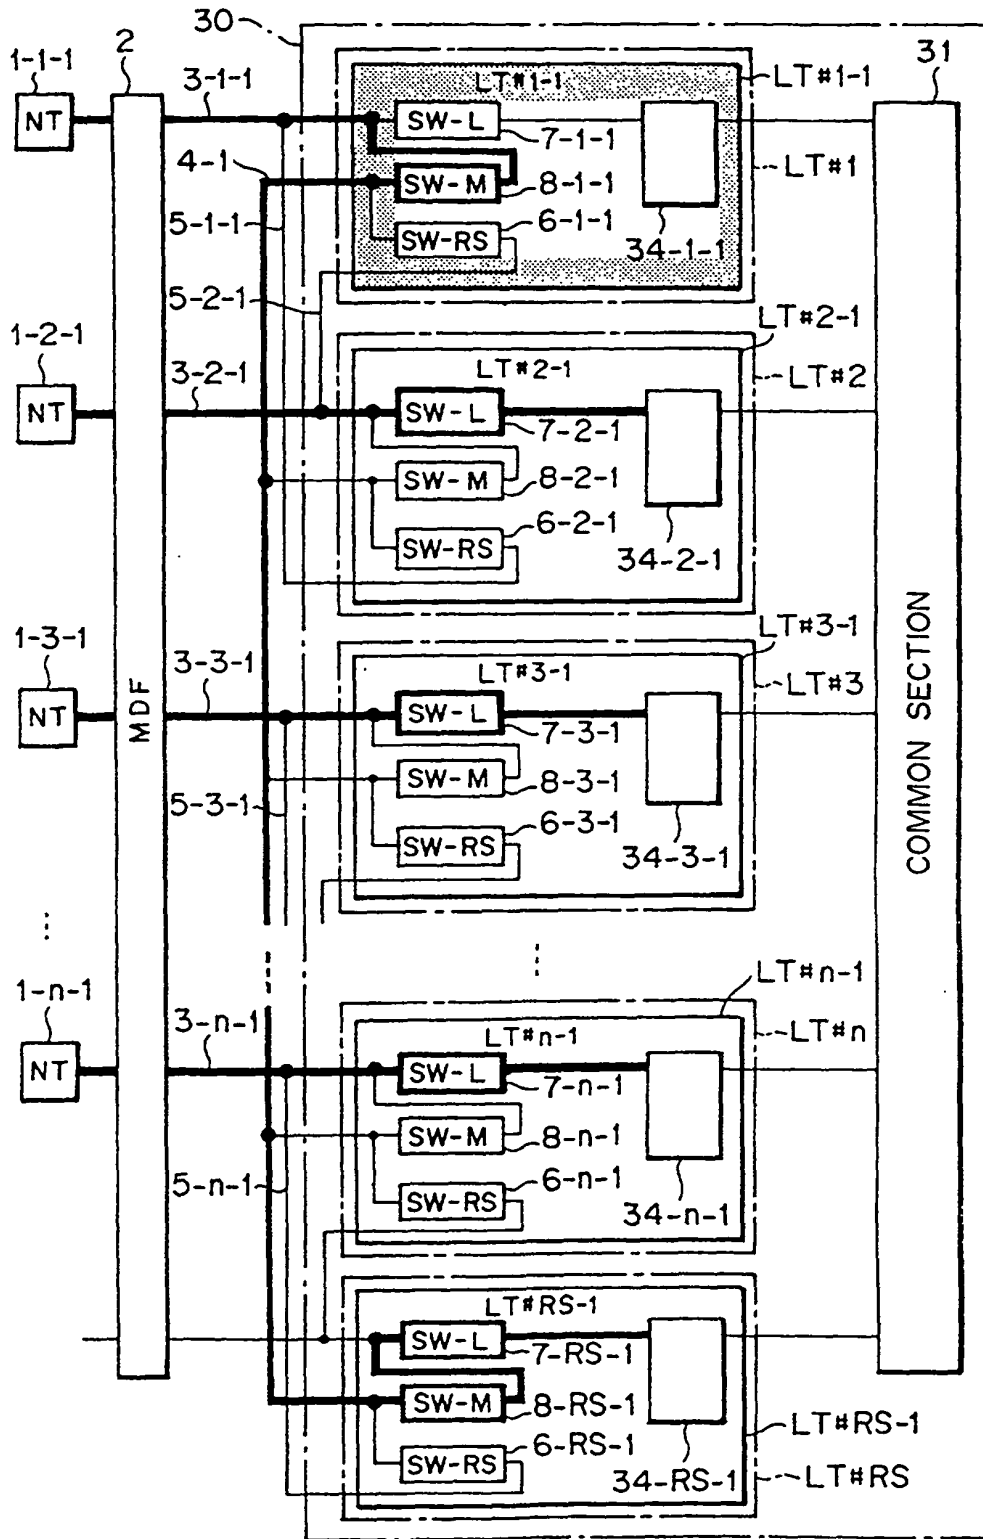 30
1-1-1
2
3-1-1
LT#1-1
LT#1-1
31
NT
SW-L
7-1-1
LT#1
4-1
SW-M
8-1-1
5-1-1
6-1-1
SW-RS
34-1-1
5-2-1
LT#2-1
1-2-1
3-2-1
LT#2-1
LT#2
NT
SW-L
7-2-1
SW-M
8-2-1
6-2-1
SW-RS
34-2-1
LT#3-1
1-3-1
3-3-1
LT#3-1
LT#3
NT
MDF
SW-L
7-3-1
COMMON SECTION
SW-M
8-3-1
5-3-1
6-3-1
SW-RS
34-3-1
LT#n-1
1-n-1
3-n-1
LT#n-1
LT#n
NT
SW-L
7-n-1
SW-M
8-n-1
5-n-1
6-n-1
SW-RS
34-n-1
LT#RS-1
SW-L
7-RS-1
SW-M
8-RS-1
LT#RS-1
6-RS-1
SW-RS
34-RS-1
LT#RS